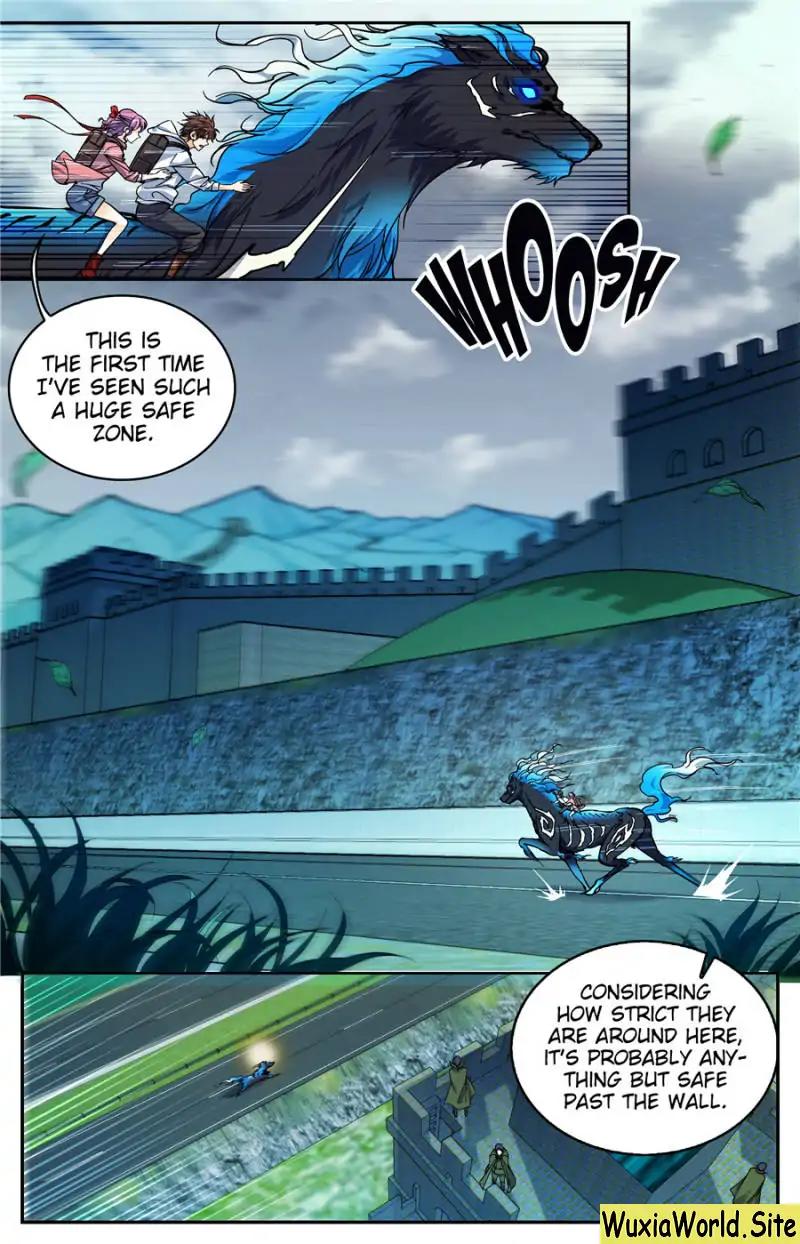 WHOOSH
THIS IS
THE FIRST TIME
I'VE SEEN SUCH
A HUGE SAFE
ZONE.
CONSIDERING
HOW STRICT THEY
ARE AROUND HERE,
IT'S PROBABLY ANY-
THING BUT SAFE
PAST THE WALL.
WuxiaWorld.Site